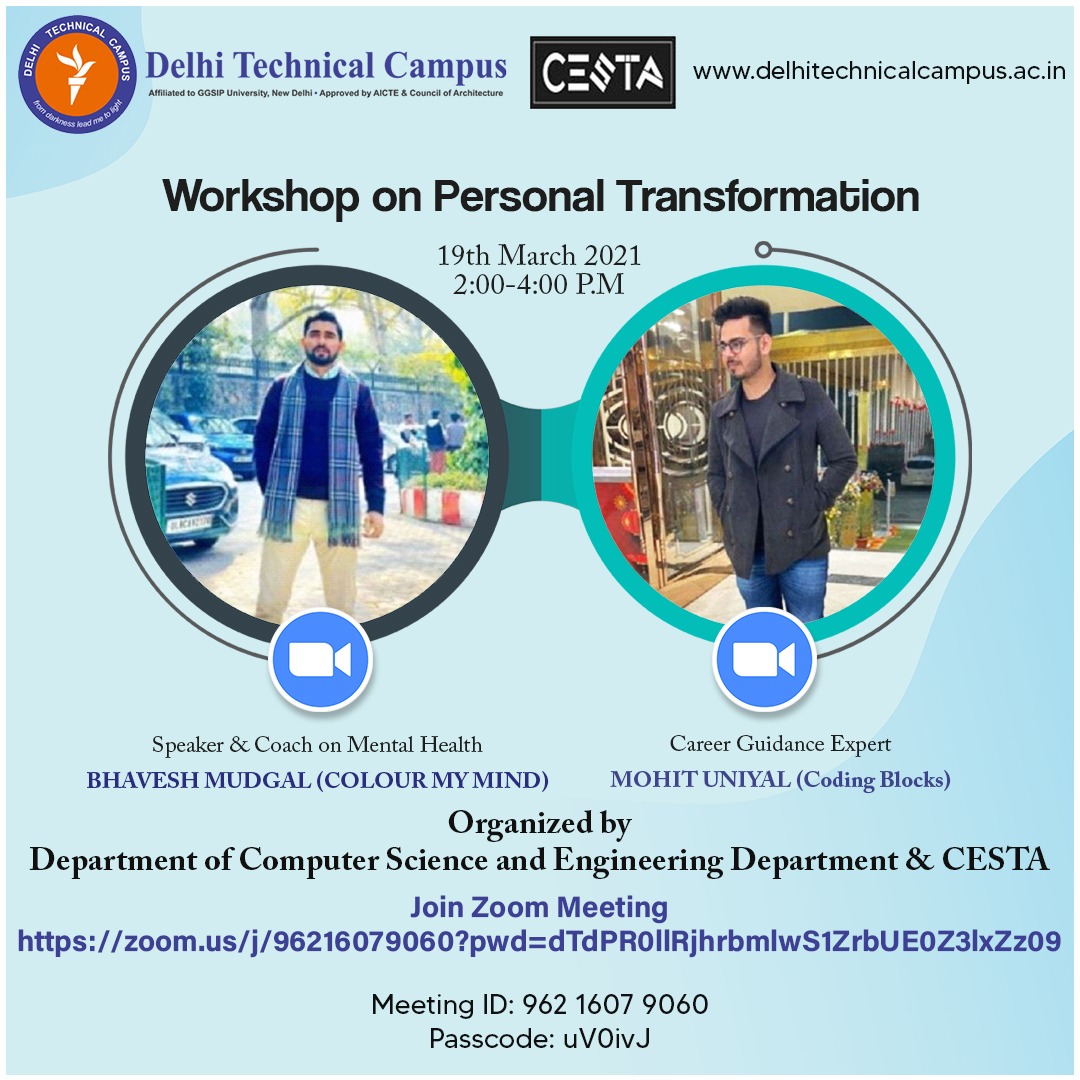 DELHI TECHNICAL CAMPUS
from darkness lead me to light
Delhi Technical Campus
Affiliated to GGSIP University, New Delhi • Approved by AICTE & Council of Architecture
CESTA
www.delhitechnicalcampus.ac.in
Workshop on Personal Transformation
19th March 2021
2:00-4:00 P.M
Speaker & Coach on Mental Health
BHAVESH MUDGAL (COLOUR MY MIND)
Career Guidance Expert
MOHIT UNIYAL (Coding Blocks)
Organized by
Department of Computer Science and Engineering Department & CESTA
Join Zoom Meeting
https://zoom.us/j/96216079060?pwd=dTdPR0llRjhrbmlwS1ZrbUE0Z3lxZz09
Meeting ID: 962 1607 9060
Passcode: uV0ivJ